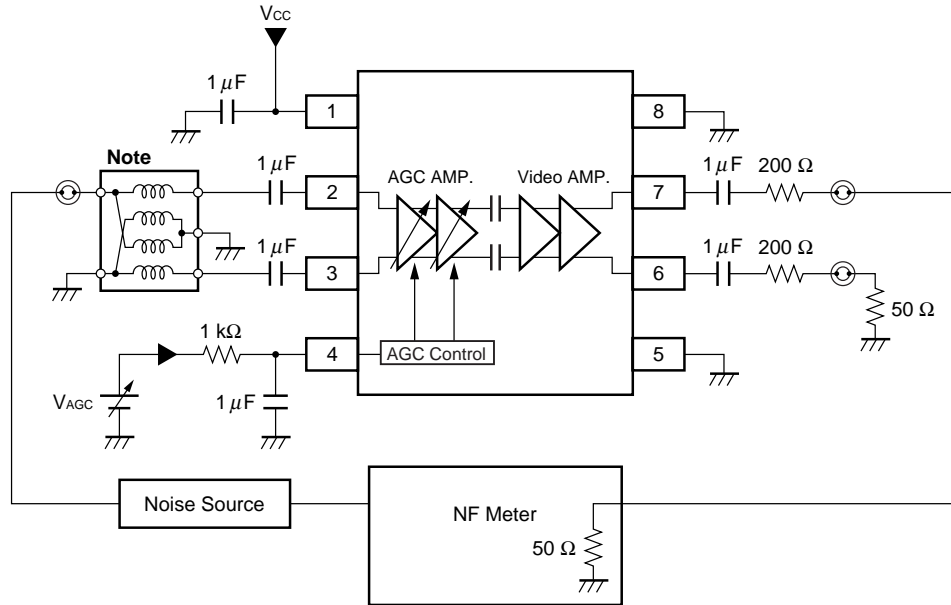 VCC
1 μF
1
8
Note
1 μF
2
AGC AMP.
Video AMP.
7
1 μF
200 Ω
1 μF
3
6
1 μF
200 Ω
50 Ω
1 kΩ
4
AGC Control
5
VAGC
1 μF
Noise Source
NF Meter
50 Ω